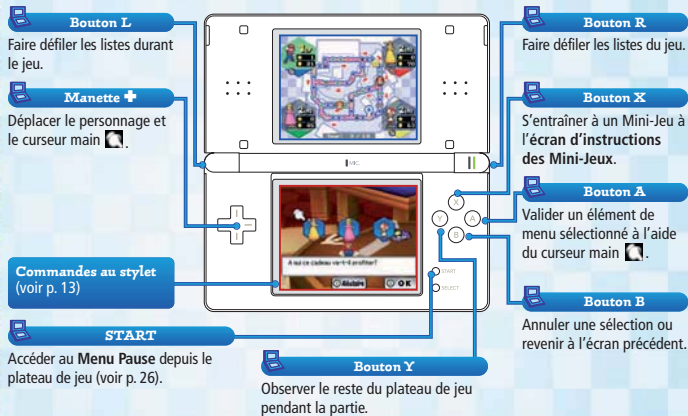 Bouton L
Faire défiler les listes durant
le jeu.
Manette
Déplacer le personnage et
le curseur main .
Commandes au stylet
(voir p. 13)
START
Accéder au Menu Pause depuis le
plateau de jeu (voir p. 26).
MIC.
A qui ce cadeau va-t-il profiter?
OK
X
Y
A
B
START
SELECT
Bouton Y
Observer le reste du plateau de jeu
pendant la partie.
Bouton R
Faire défiler les listes du jeu.
Bouton X
S'entraîner à un Mini-Jeu à
l'écran d'instructions
des Mini-Jeux.
Bouton A
Valider un élément de
menu sélectionné à l'aide
du curseur main .
Bouton B
Annuler une sélection ou
revenir à l'écran précédent.